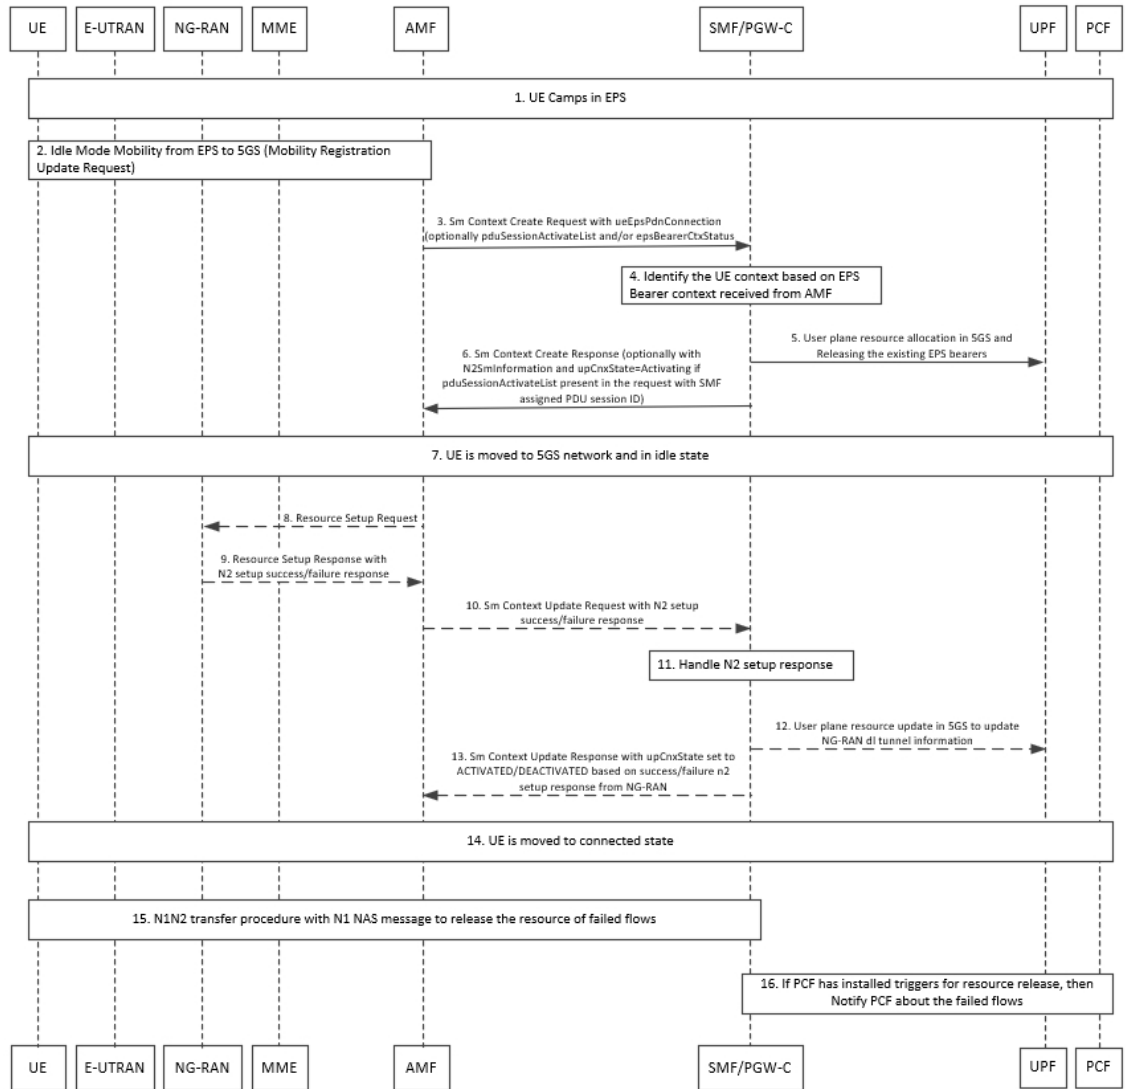 UE E-UTRAN NG-RAN MME AMF SMF/PGW-C UPF PCF
1. UE Camps in EPS
2. Idle Mode Mobility from EPS to 5GS (Mobility Registration
Update Request)
3. Sm Context Create Request with ueEpsPdnConnection
(optionally pduSessionActivateList and/or epsBearerCtxStatus
4. Identify the UE context based on EPS
Bearer context received from AMF
5. User plane resource allocation in 5GS and
Releasing the existing EPS bearers
6. Sm Context Create Response (optionally with
N2SmInformation and upCnxState=Activating if
pduSessionActivateList present in the request with SMF
assigned PDU session ID)
7. UE is moved to 5GS network and in idle state
8. Resource Setup Request
9. Resource Setup Response with
N2 setup success/failure response
10. Sm Context Update Request with N2 setup
success/failure response
11. Handle N2 setup response
12. User plane resource update in 5GS to update
NG-RAN dl tunnel information
13. Sm Context Update Response with upCnxState set to
ACTIVATED/DEACTIVATED based on success/failure n2
setup response from NG-RAN
14. UE is moved to connected state
15. N1N2 transfer procedure with N1 NAS message to release the resource of failed flows
16. If PCF has installed triggers for resource release, then
Notify PCF about the failed flows
UE E-UTRAN NG-RAN MME AMF SMF/PGW-C UPF PCF